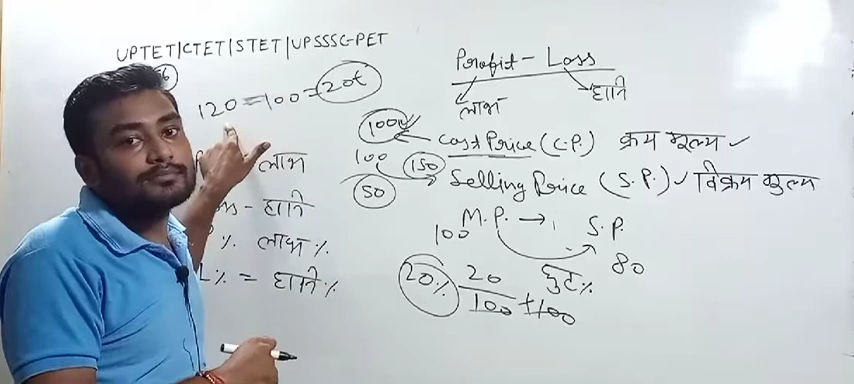 UPTET|CTET|STET|UPSSSC-PET
120 = 100 = 20₹
लाभ
हानि
% लाभ %
L% = हानि %
Profit - Loss
लाभ हानि
100
Cost Price (C.P.) क्रय मूल्य ✓
100 150
50
Selling Price (S.P.) ✓ विक्रय मूल्य
M.P. → S.P.
100 80
20% 20/100 × 100 छूट %